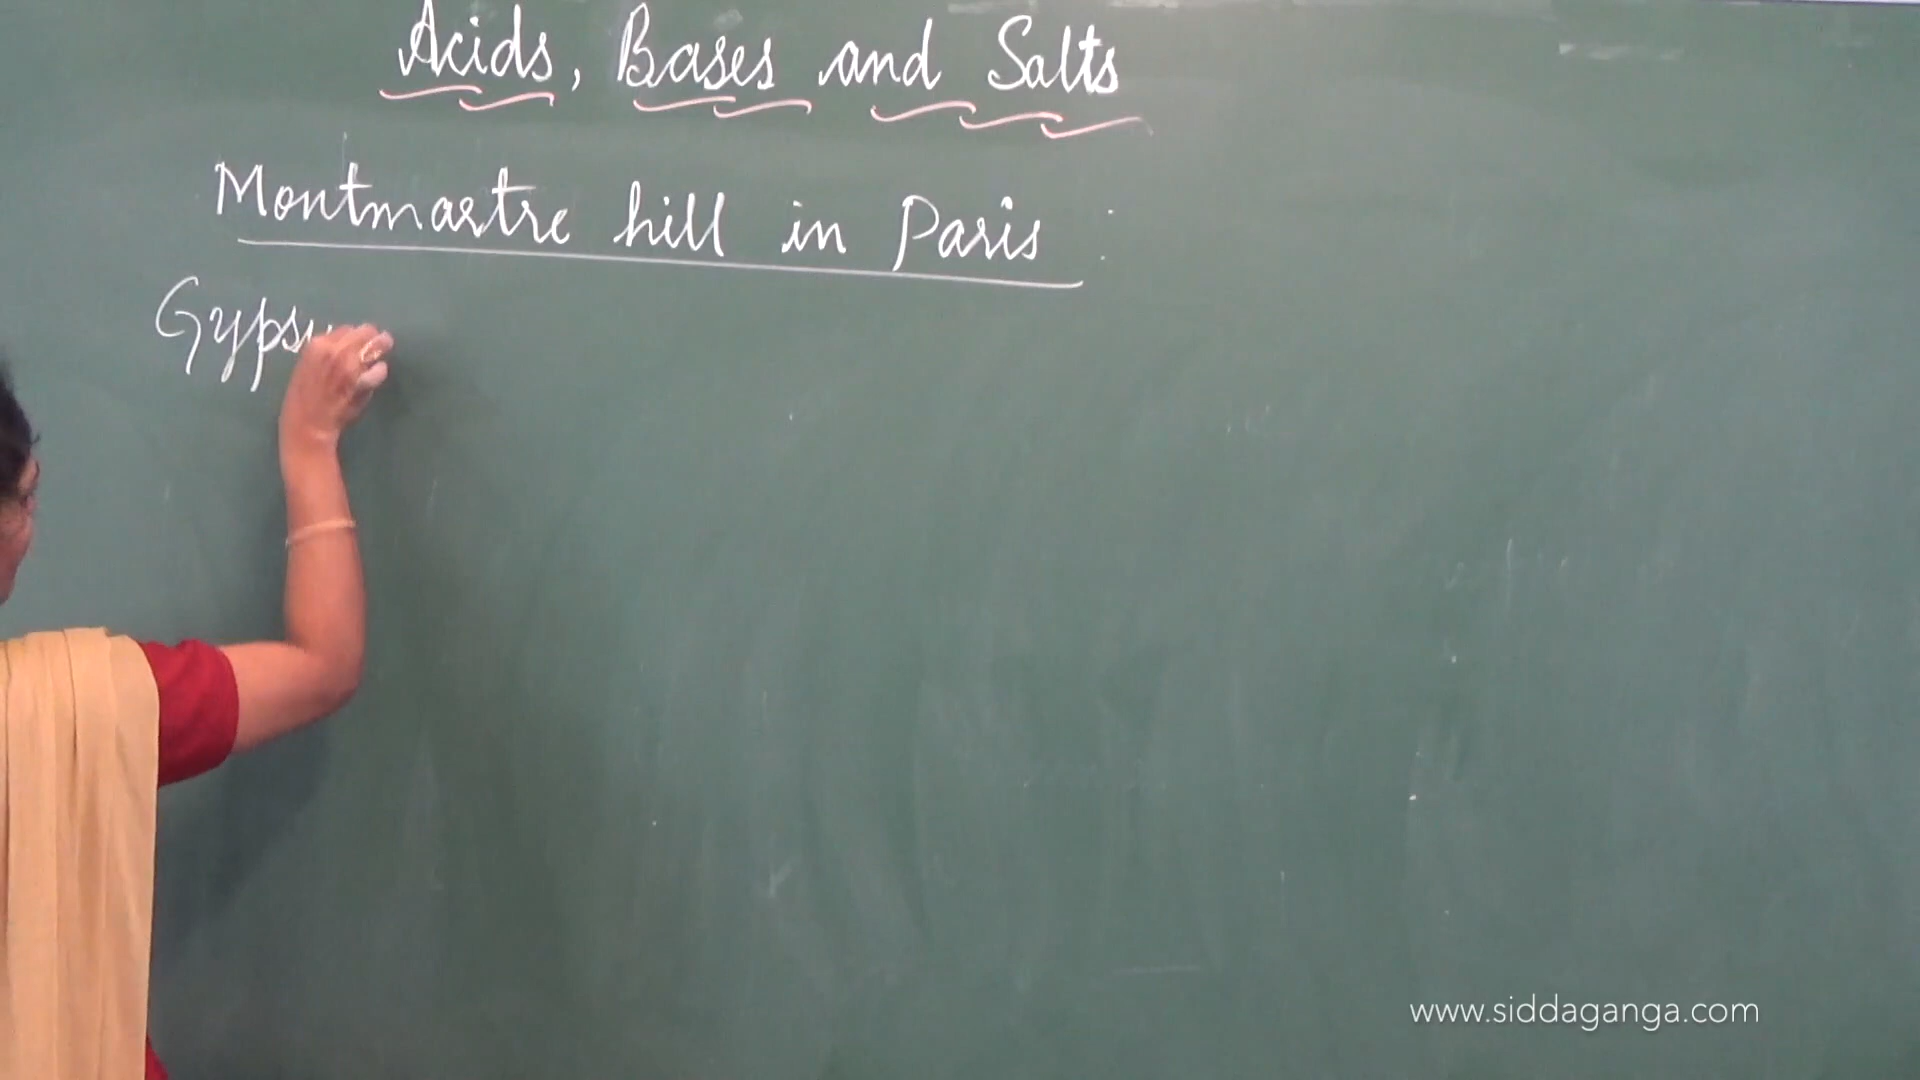 Acids, Bases and Salts
Montmartre hill in Paris :
Gypsu
www.siddaganga.com